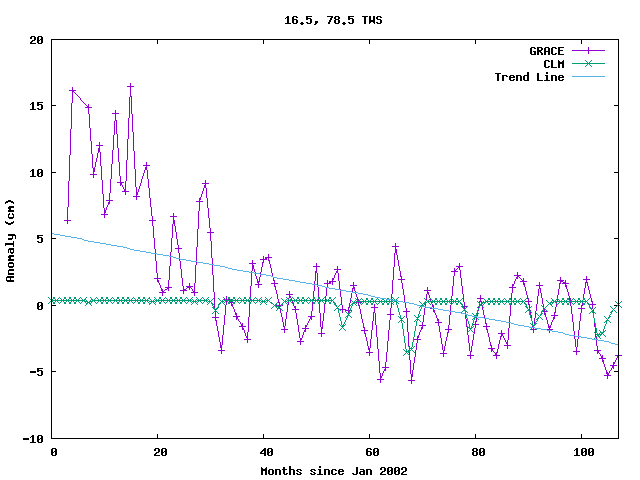 16.5, 78.5 TWS
GRACE
CLM
Trend Line
20
15
10
5
0
-5
-10
Anomaly (cm)
0 20 40 60 80 100
Months since Jan 2002